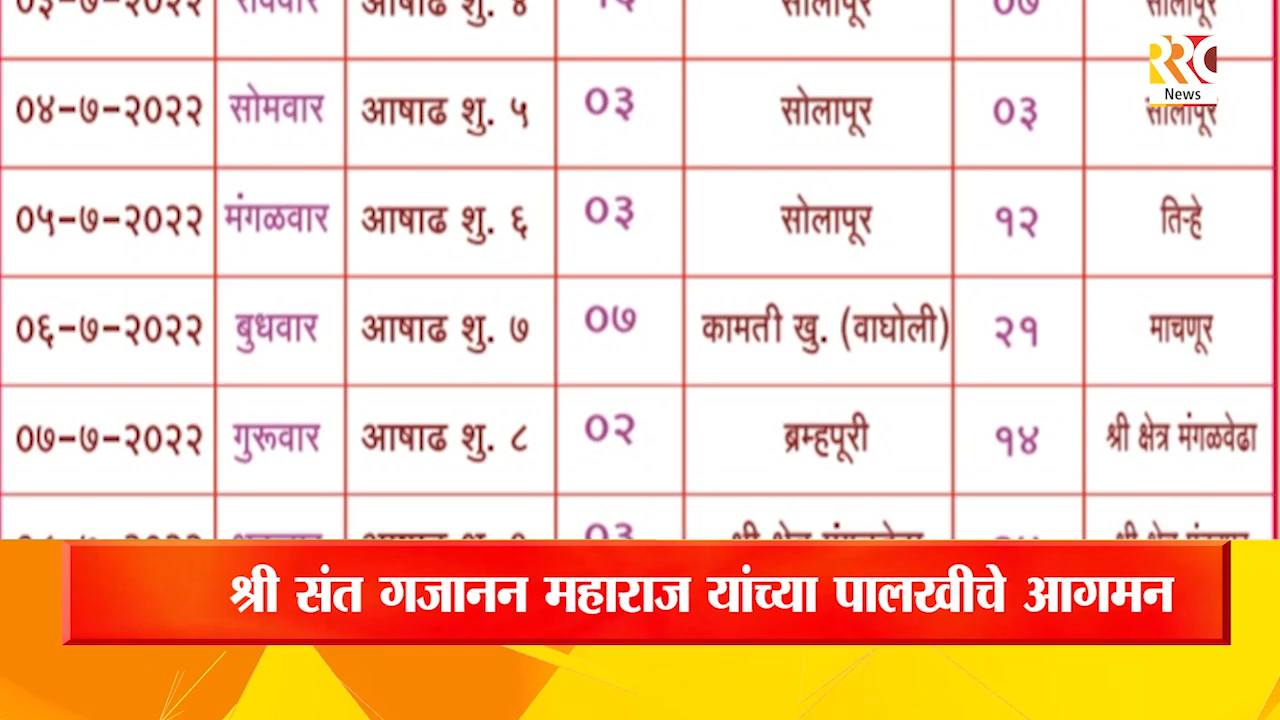 ०३-७-२०२२ रविवार आषाढ शु. ४ सोलापूर ०७ सोलापूर
RRC
News
०४-७-२०२२ सोमवार आषाढ शु. ५ ०३ सोलापूर ०३ सोलापूर
०५-७-२०२२ मंगळवार आषाढ शु. ६ ०३ सोलापूर १२ तिऱ्हे
०६-७-२०२२ बुधवार आषाढ शु. ७ ०७ कामती खु. (वाघोली) २१ माचणूर
०७-७-२०२२ गुरूवार आषाढ शु. ८ ०२ ब्रम्हपूरी १४ श्री क्षेत्र मंगळवेढा
श्री संत गजानन महाराज यांच्या पालखीचे आगमन